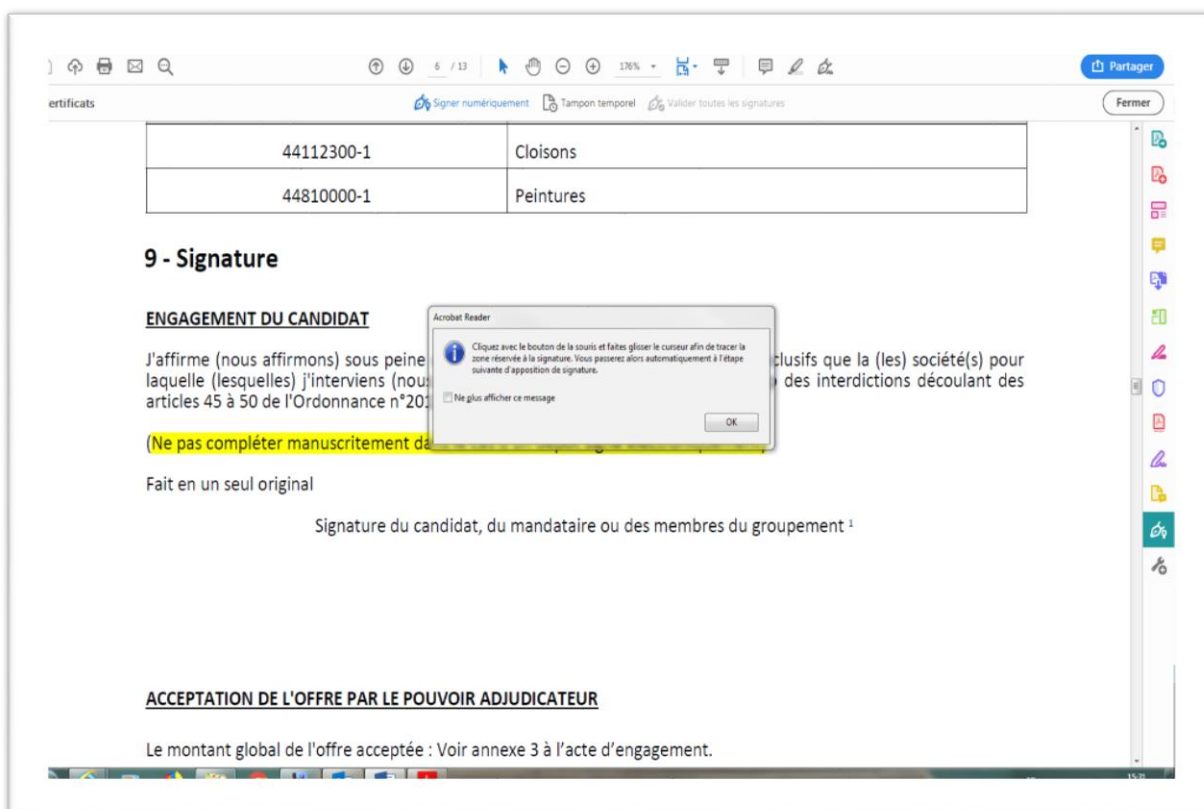 6 / 13
176%
Partager
ertificats
Signer numériquement
Tampon temporel
Valider toutes les signatures
Fermer
44112300-1 Cloisons
44810000-1 Peintures
9 - Signature
ENGAGEMENT DU CANDIDAT
J'affirme (nous affirmons) sous peine
clusifs que la (les) société(s) pour
laquelle (lesquelles) j'interviens (nou
des interdictions découlant des
articles 45 à 50 de l'Ordonnance n°201
Acrobat Reader
Cliquez avec le bouton de la souris et faites glisser le curseur afin de tracer la
zone réservée à la signature. Vous passerez alors automatiquement à l'étape
suivante d'apposition de signature.
Ne plus afficher ce message
OK
(Ne pas compléter manuscritement da
Fait en un seul original
Signature du candidat, du mandataire ou des membres du groupement ¹
ACCEPTATION DE L'OFFRE PAR LE POUVOIR ADJUDICATEUR
Le montant global de l'offre acceptée : Voir annexe 3 à l'acte d'engagement.
15:31